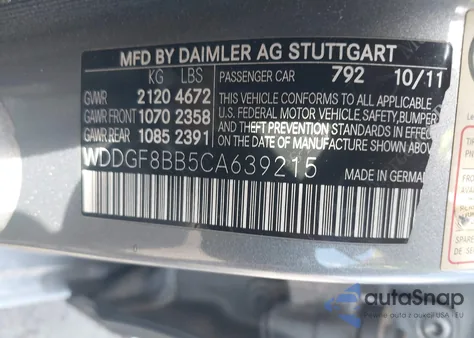 MFD BY DAIMLER AG STUTTGART
KG LBS PASSENGER CAR 792 10/11
GVWR 2120 4672
GAWR FRONT 1070 2358
GAWR REAR 1085 2391
THIS VEHICLE CONFORMS TO ALL APPLICABLE
U.S. FEDERAL MOTOR VEHICLE SAFETY, BUMPER,
AND THEFT PREVENTION STANDARDS IN EFFECT
ON THE DATE OF MANUFACTURE SHOWN ABOVE
WDDGF8BB5CA639215
MADE IN GERMAN
autoSnap